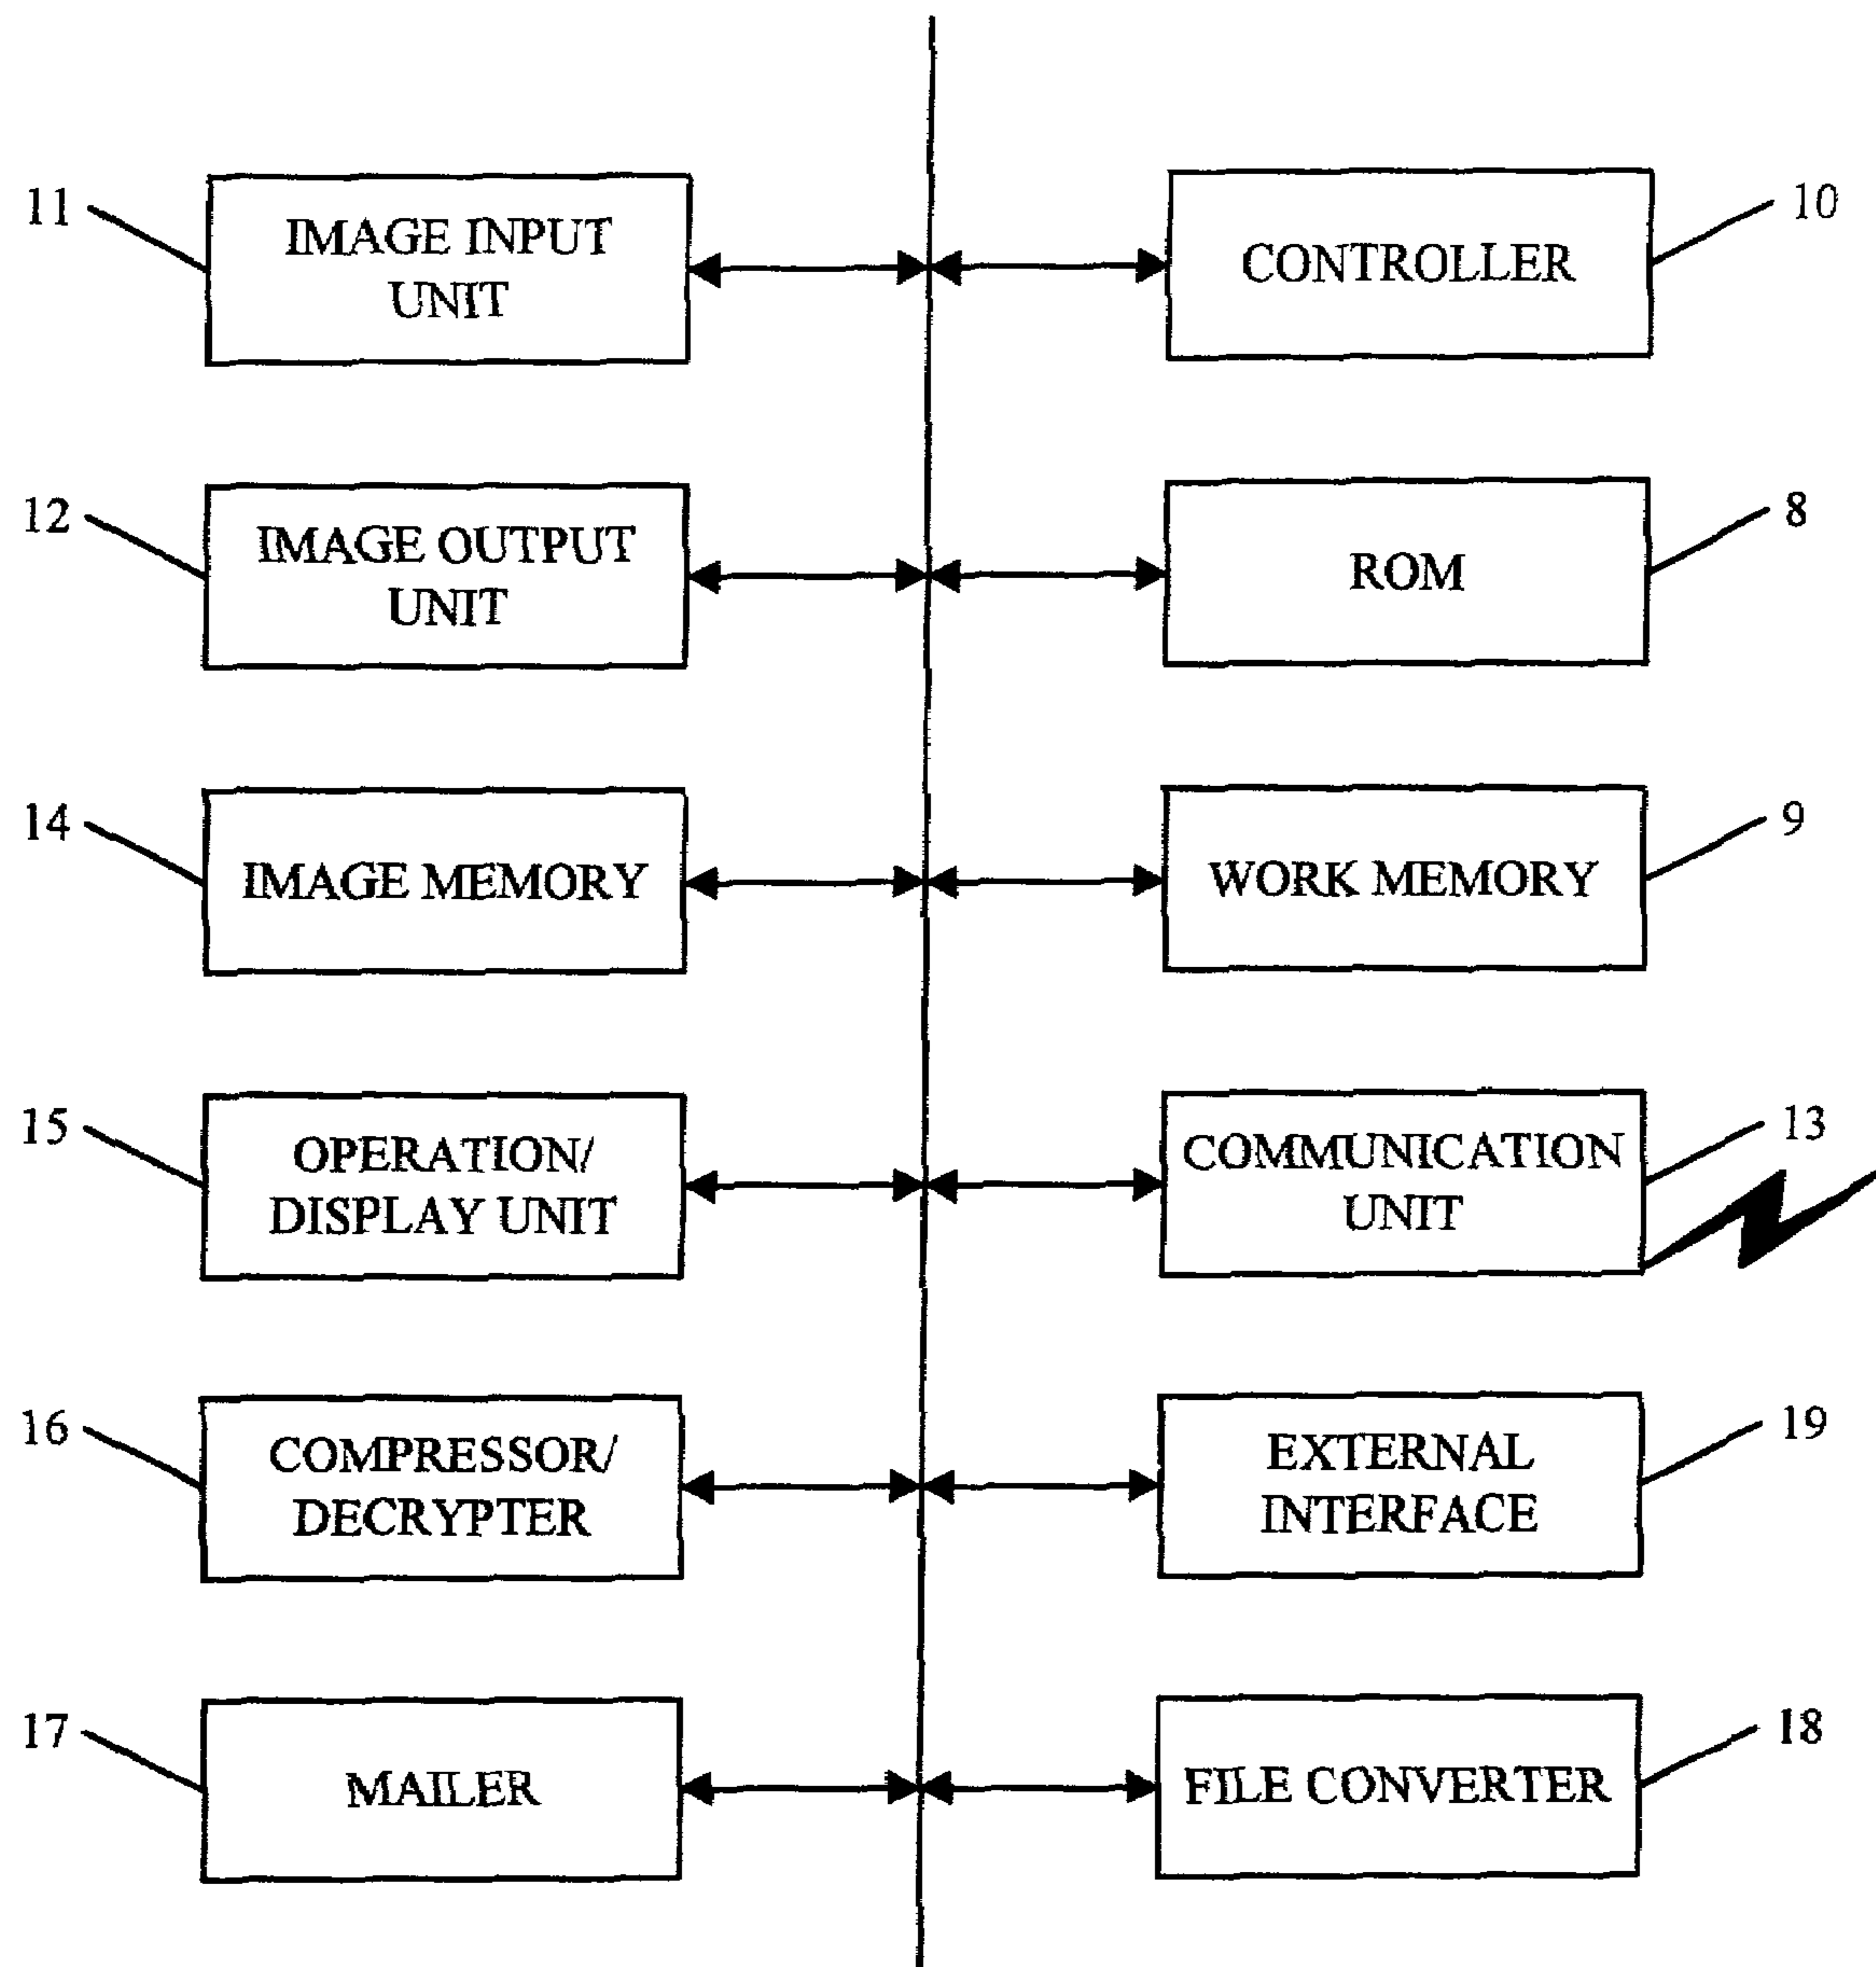 11
IMAGE INPUT
UNIT
CONTROLLER
10
12
IMAGE OUTPUT
UNIT
ROM
8
14
IMAGE MEMORY
WORK MEMORY
9
15
OPERATION/
DISPLAY UNIT
COMMUNICATION
UNIT
13
16
COMPRESSOR/
DECRYPTER
EXTERNAL
INTERFACE
19
17
MAILER
FILE CONVERTER
18